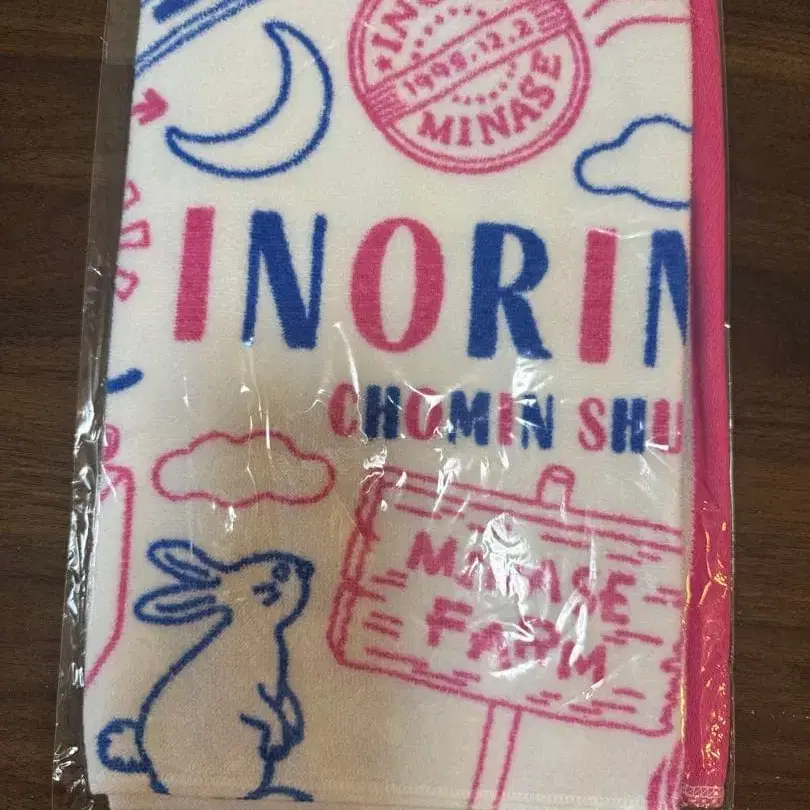 INO
1995.12.2
MINASE
INORIN
CHOMIN SHU
MINASE
FARM